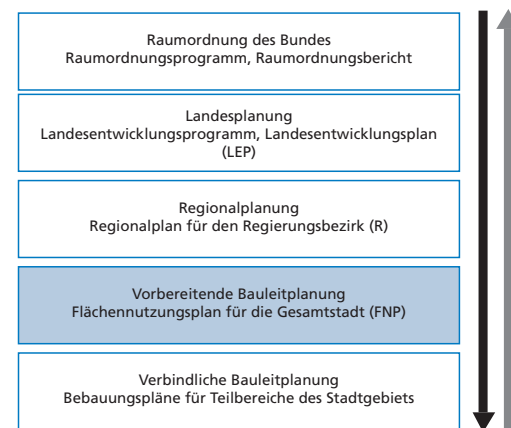 Raumordnung des Bundes
Raumordnungsprogramm, Raumordnungsbericht
Landesplanung
Landesentwicklungsprogramm, Landesentwicklungsplan
(LEP)
Regionalplanung
Regionalplan für den Regierungsbezirk (R)
Vorbereitende Bauleitplanung
Flächennutzungsplan für die Gesamtstadt (FNP)
Verbindliche Bauleitplanung
Bebauungspläne für Teilbereiche des Stadtgebiets